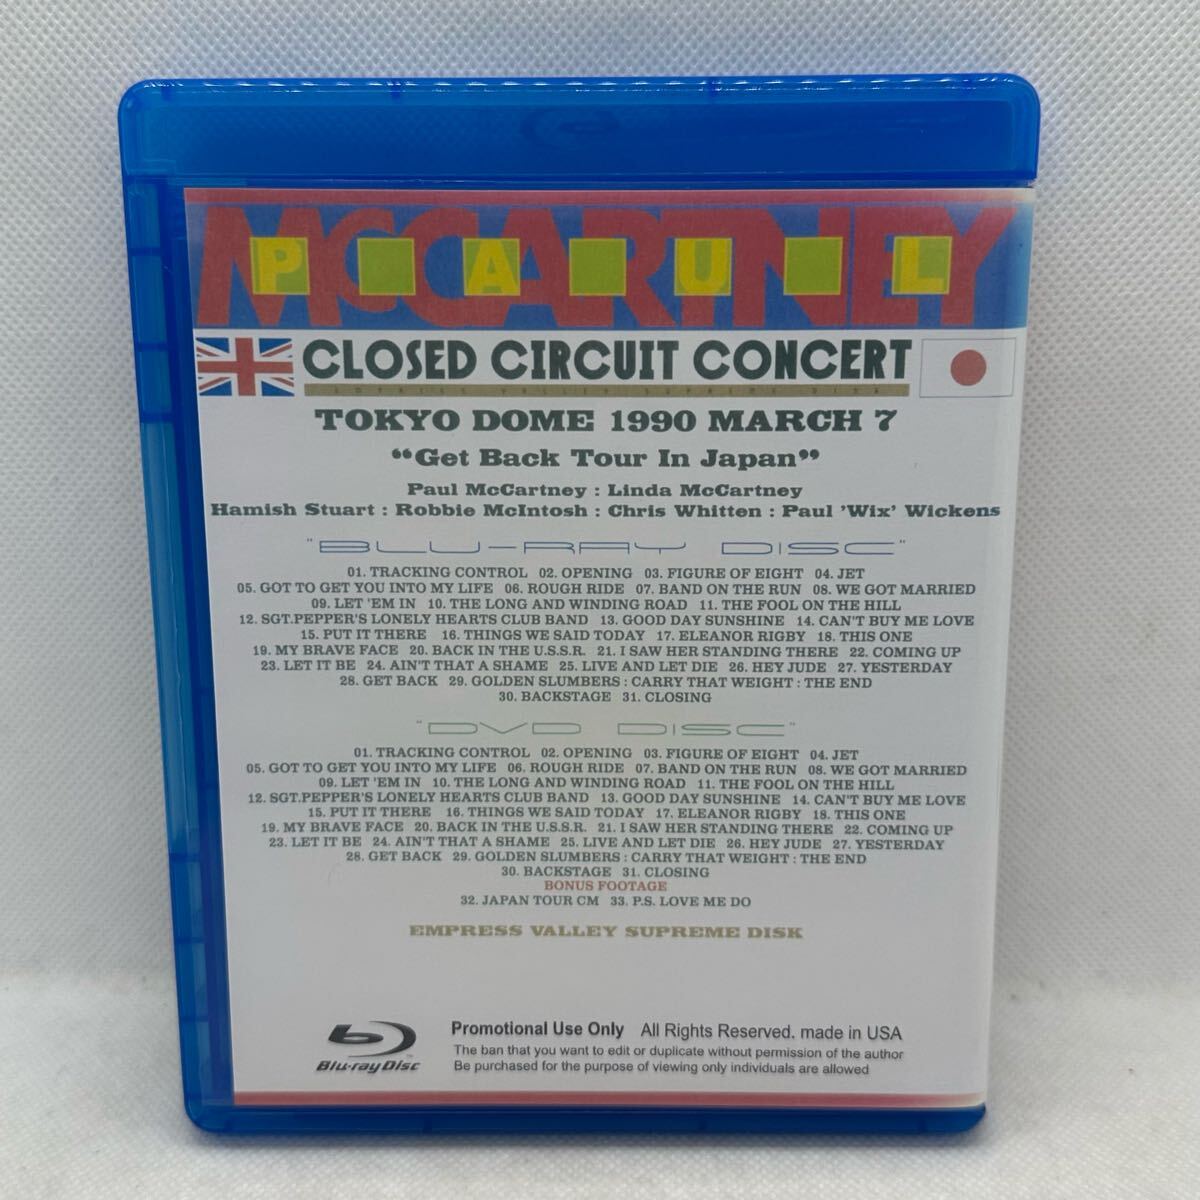 McCARTNEY
PAUL
CLOSED CIRCUIT CONCERT
EMPRESS VALLEY SUPREME DISK
TOKYO DOME 1990 MARCH 7
“Get Back Tour In Japan”
Paul McCartney : Linda McCartney
Hamish Stuart : Robbie McIntosh : Chris Whitten : Paul 'Wix' Wickens
"BLU-RAY DISC"
01. TRACKING CONTROL 02. OPENING 03. FIGURE OF EIGHT 04. JET
05. GOT TO GET YOU INTO MY LIFE 06. ROUGH RIDE 07. BAND ON THE RUN 08. WE GOT MARRIED
09. LET 'EM IN 10. THE LONG AND WINDING ROAD 11. THE FOOL ON THE HILL
12. SGT.PEPPER'S LONELY HEARTS CLUB BAND 13. GOOD DAY SUNSHINE 14. CAN'T BUY ME LOVE
15. PUT IT THERE 16. THINGS WE SAID TODAY 17. ELEANOR RIGBY 18. THIS ONE
19. MY BRAVE FACE 20. BACK IN THE U.S.S.R. 21. I SAW HER STANDING THERE 22. COMING UP
23. LET IT BE 24. AIN'T THAT A SHAME 25. LIVE AND LET DIE 26. HEY JUDE 27. YESTERDAY
28. GET BACK 29. GOLDEN SLUMBERS : CARRY THAT WEIGHT : THE END
30. BACKSTAGE 31. CLOSING
"DVD DISC"
01. TRACKING CONTROL 02. OPENING 03. FIGURE OF EIGHT 04. JET
05. GOT TO GET YOU INTO MY LIFE 06. ROUGH RIDE 07. BAND ON THE RUN 08. WE GOT MARRIED
09. LET 'EM IN 10. THE LONG AND WINDING ROAD 11. THE FOOL ON THE HILL
12. SGT.PEPPER'S LONELY HEARTS CLUB BAND 13. GOOD DAY SUNSHINE 14. CAN'T BUY ME LOVE
15. PUT IT THERE 16. THINGS WE SAID TODAY 17. ELEANOR RIGBY 18. THIS ONE
19. MY BRAVE FACE 20. BACK IN THE U.S.S.R. 21. I SAW HER STANDING THERE 22. COMING UP
23. LET IT BE 24. AIN'T THAT A SHAME 25. LIVE AND LET DIE 26. HEY JUDE 27. YESTERDAY
28. GET BACK 29. GOLDEN SLUMBERS : CARRY THAT WEIGHT : THE END
30. BACKSTAGE 31. CLOSING
BONUS FOOTAGE
32. JAPAN TOUR CM 33. P.S. LOVE ME DO
EMPRESS VALLEY SUPREME DISK
Blu-ray Disc™
Promotional Use Only All Rights Reserved. made in USA
The ban that you want to edit or duplicate without permission of the author
Be purchased for the purpose of viewing only individuals are allowed